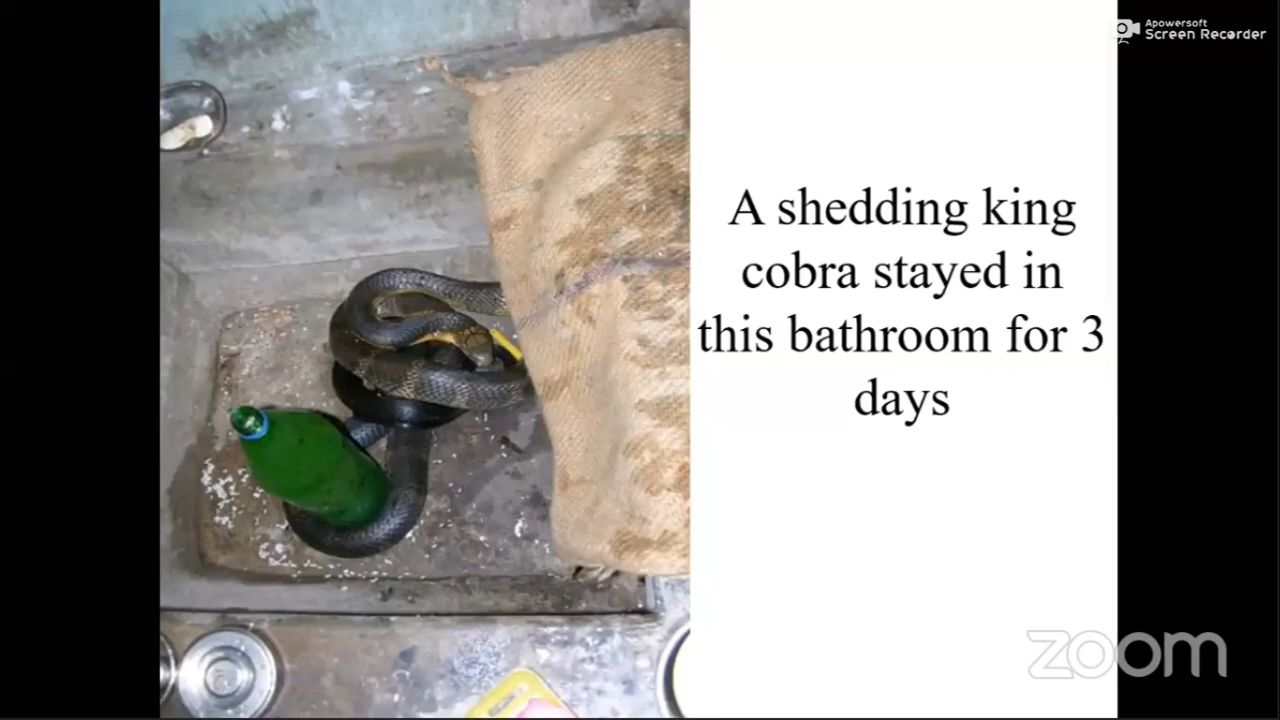 Apowersoft
Screen Recorder
A shedding king
cobra stayed in
this bathroom for 3
days
zoom